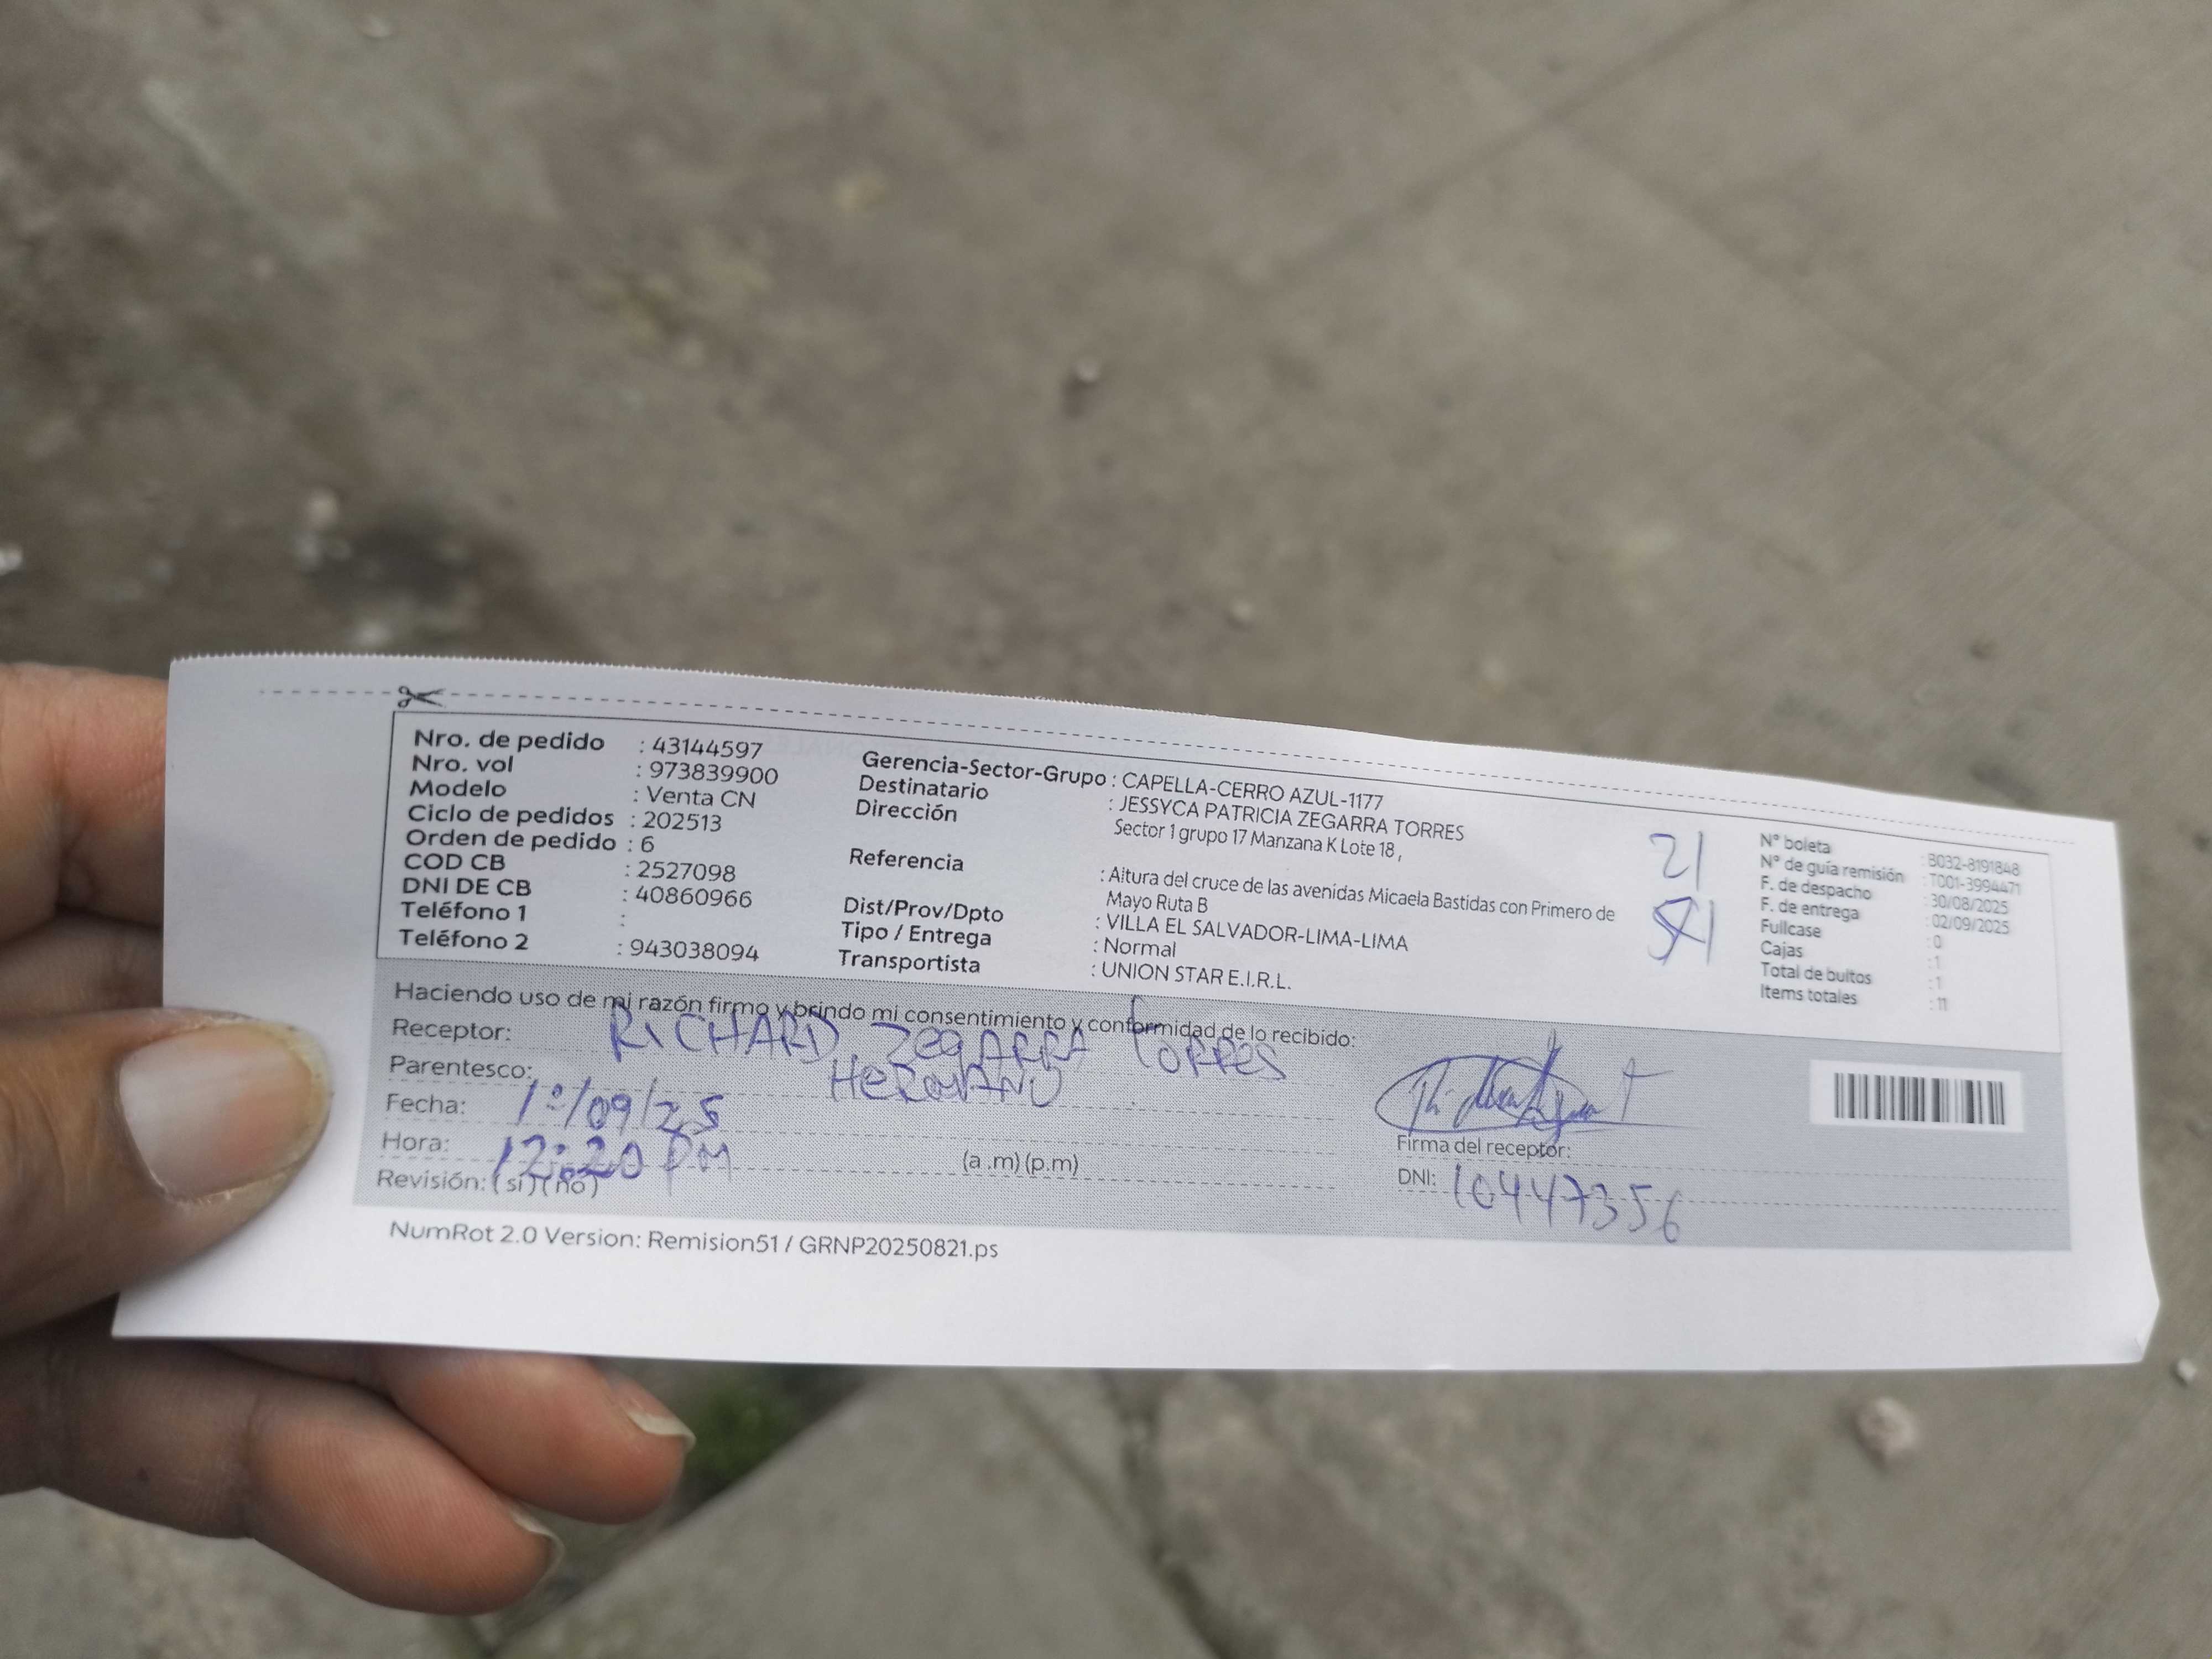 Nro. de pedido : 43144597
Nro. vol : 973839900
Modelo : Venta CN
Ciclo de pedidos : 202513
Orden de pedido : 6
COD CB : 2527098
DNI DE CB : 40860966
Teléfono 1 :
Teléfono 2 : 943038094
Gerencia-Sector-Grupo : CAPELLA-CERRO AZUL-1177
Destinatario : JESSYCA PATRICIA ZEGARRA TORRES
Dirección Sector 1 grupo 17 Manzana K Lote 18 ,
Referencia : Altura del cruce de las avenidas Micaela Bastidas con Primero de
Mayo Ruta B
Dist/Prov/Dpto : VILLA EL SALVADOR-LIMA-LIMA
Tipo / Entrega : Normal
Transportista : UNION STAR E.I.R.L.
21
N° boleta : B032-8191848
N° de guía remisión : T001-3994471
F. de despacho : 30/08/2025
F. de entrega : 02/09/2025
Fullcase : 0
Cajas : 1
Total de bultos : 1
Items totales : 11
Haciendo uso de mi razón firmo y brindo mi consentimiento y conformidad de lo recibido:
Receptor: RICHARD ZEGARRA TORRES
Parentesco: HERMANO
Fecha: 1°/09/25
Hora: 12:20 PM (a .m) (p.m)
Revisión: ( si ) ( no )
Firma del receptor:
DNI: 10447356
NumRot 2.0 Version: Remision51 / GRNP20250821.ps